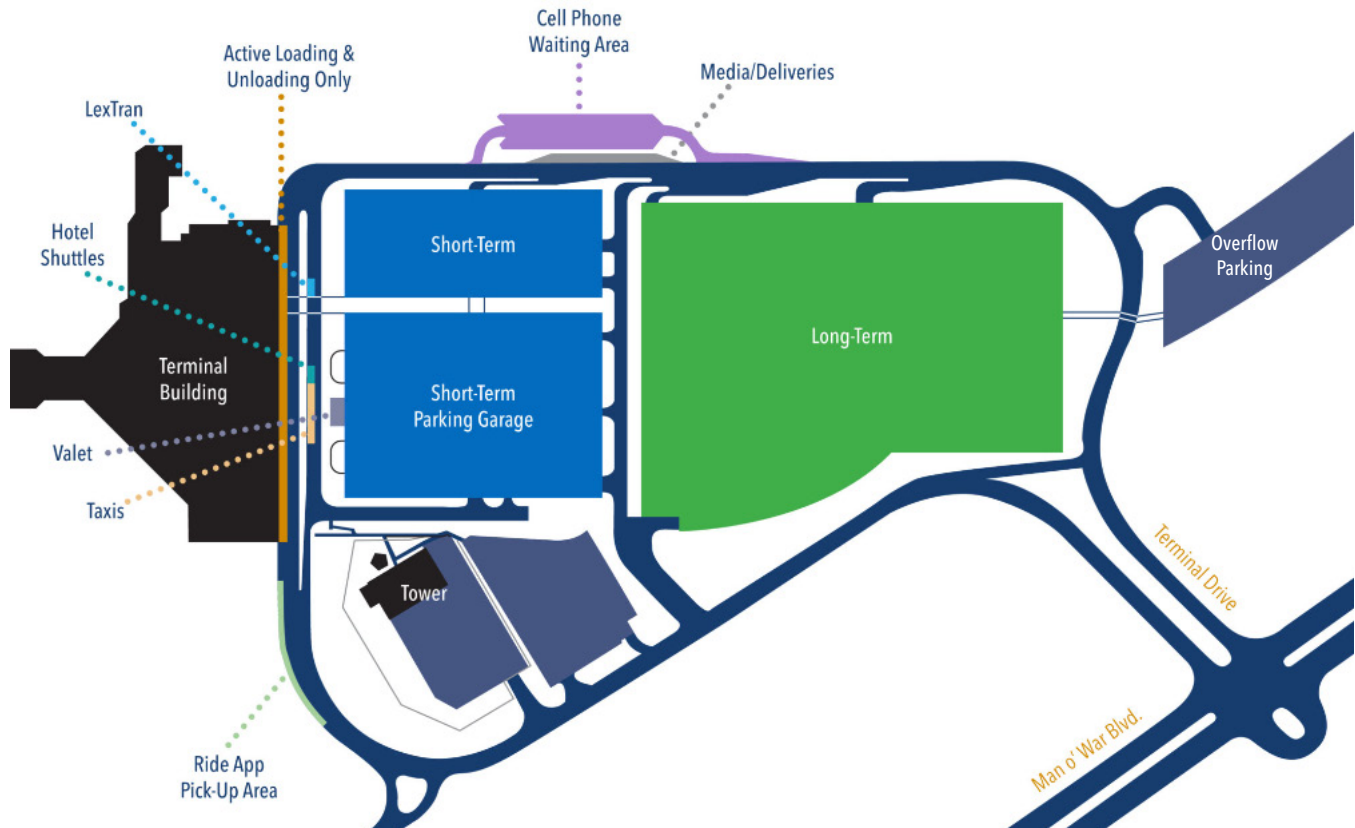 Cell Phone
Waiting Area
Active Loading &
Unloading Only
Media/Deliveries
LexTran
Hotel
Shuttles
Short-Term
Overflow
Parking
Long-Term
Terminal
Building
Short-Term
Parking Garage
Valet
Taxis
Tower
Terminal Drive
Man o' War Blvd.
Ride App
Pick-Up Area